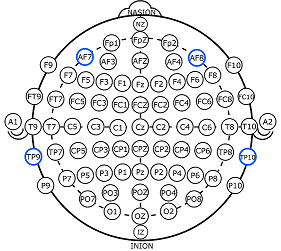 NASION
NZ
Fp1 FpZ Fp2
AF7 AF3 AFZ AF4 AF8
F9 F7 F5 F3 F1 Fz F2 F4 F6 F8 F10
FT9 FT7 FC5 FC3 FC1 FCZ FC2 FC4 FC6 FC8 FC10
A1 T9 T7 C5 C3 C1 Cz C2 C4 C6 T8 T10 A2
TP9 TP7 CP5 CP3 CP1 CPZ CP2 CP4 CP6 TP8 TP10
P9 P7 P5 P3 P1 Pz P2 P4 P6 P8 P10
PO7 PO3 POZ PO4 PO8
O1 OZ O2
IZ
INION